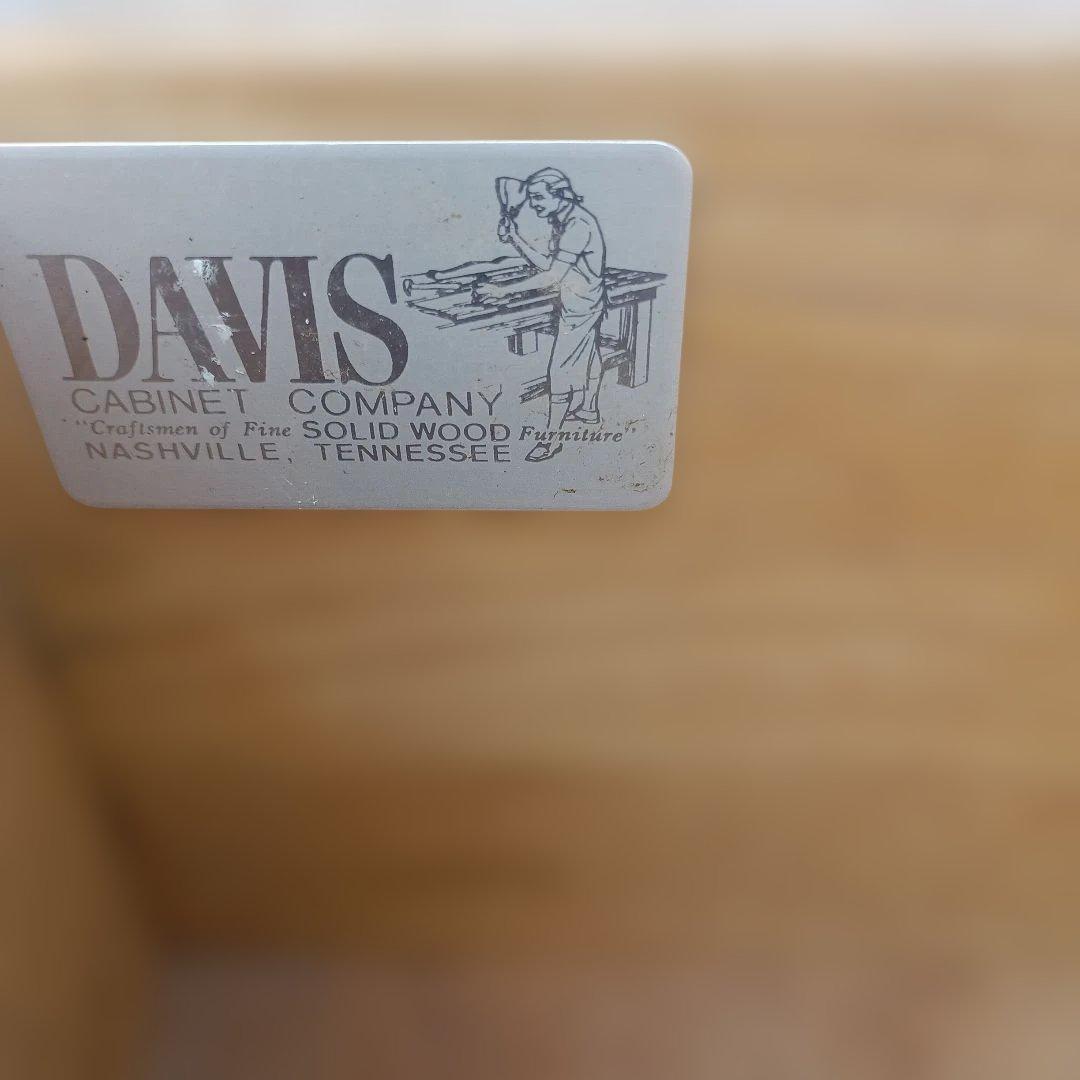 DAVIS
CABINET COMPANY
"Craftsmen of Fine SOLID WOOD Furniture"
NASHVILLE, TENNESSEE